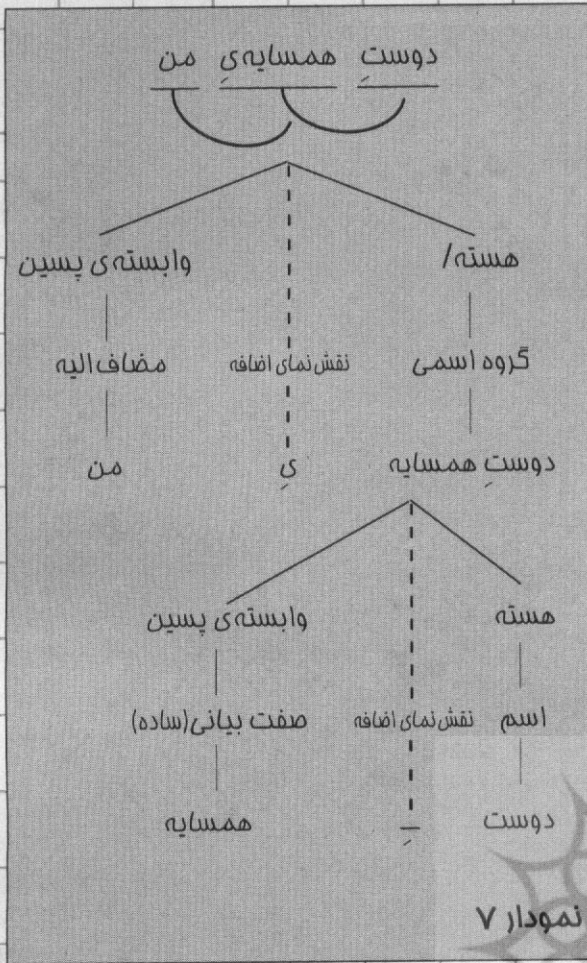 دوستِ همسایه‌یِ من
هسته/ وابسته‌ی پسین
گروه اسمی نقش‌نمای اضافه مضاف‌الیه
دوستِ همسایه یِ من
هسته وابسته‌ی پسین
اسم نقش‌نمای اضافه صفت بیانی(ساده)
دوست ــِ همسایه
نمودار ۷